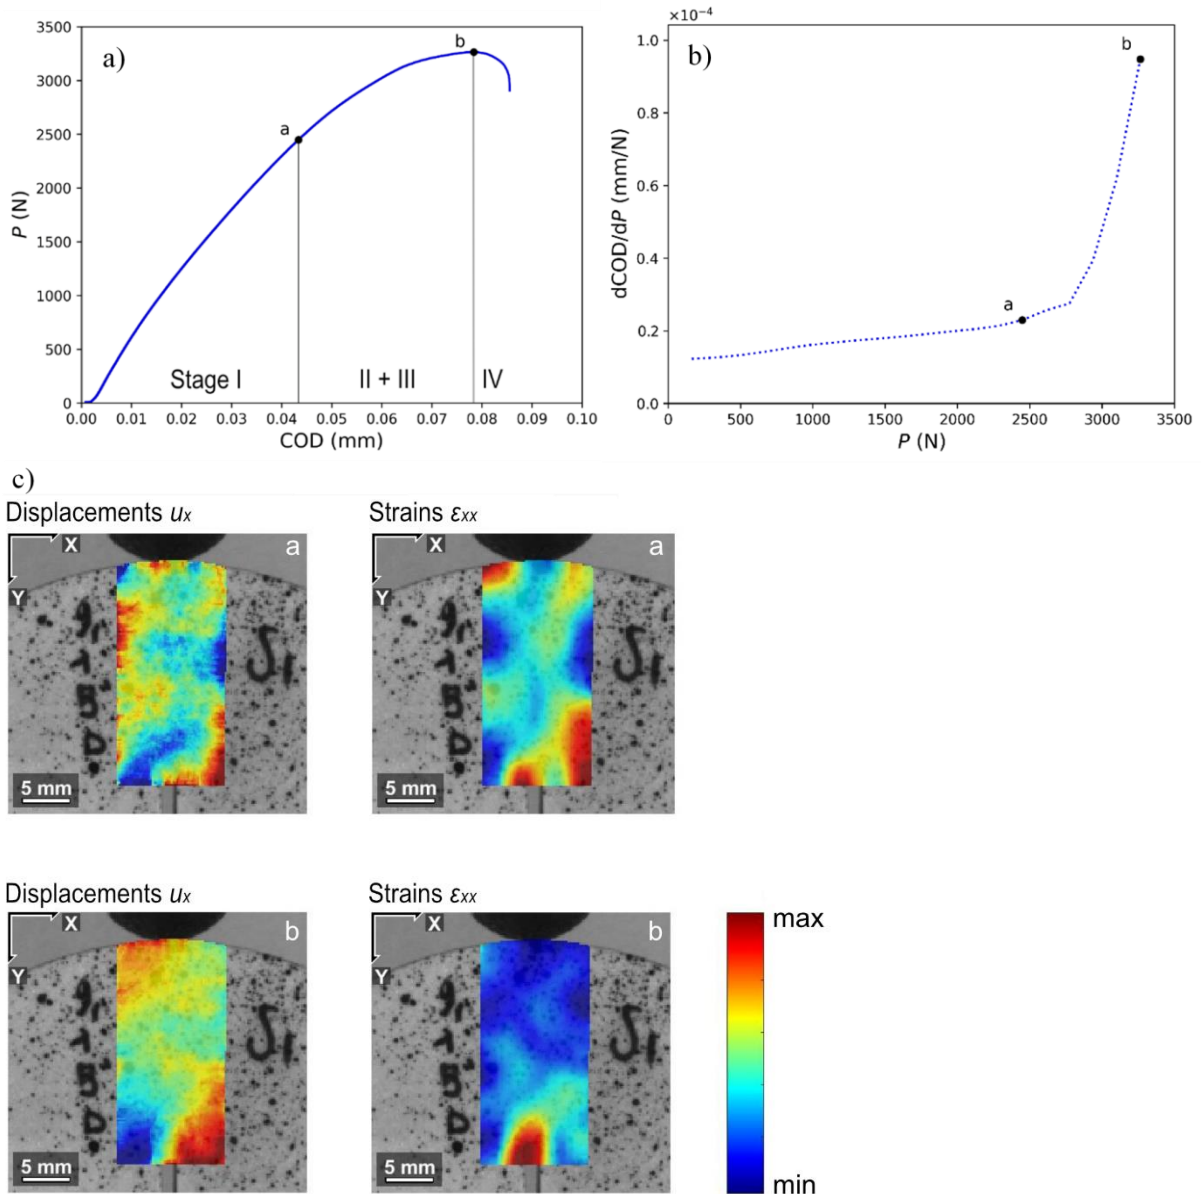 a)
3500
3000
2500
2000
1500
1000
500
0
P (N)
a
b
Stage I
II + III
IV
0.00 0.01 0.02 0.03 0.04 0.05 0.06 0.07 0.08 0.09 0.10
COD (mm)
b)
×10⁻⁴
1.0
0.8
0.6
0.4
0.2
0.0
dCOD/dP (mm/N)
a
b
0 500 1000 1500 2000 2500 3000 3500
P (N)
c)
Displacements uₓ
X
Y
a
5 mm
Strains εₓₓ
X
Y
a
5 mm
Displacements uₓ
X
Y
b
5 mm
Strains εₓₓ
X
Y
b
5 mm
max
min